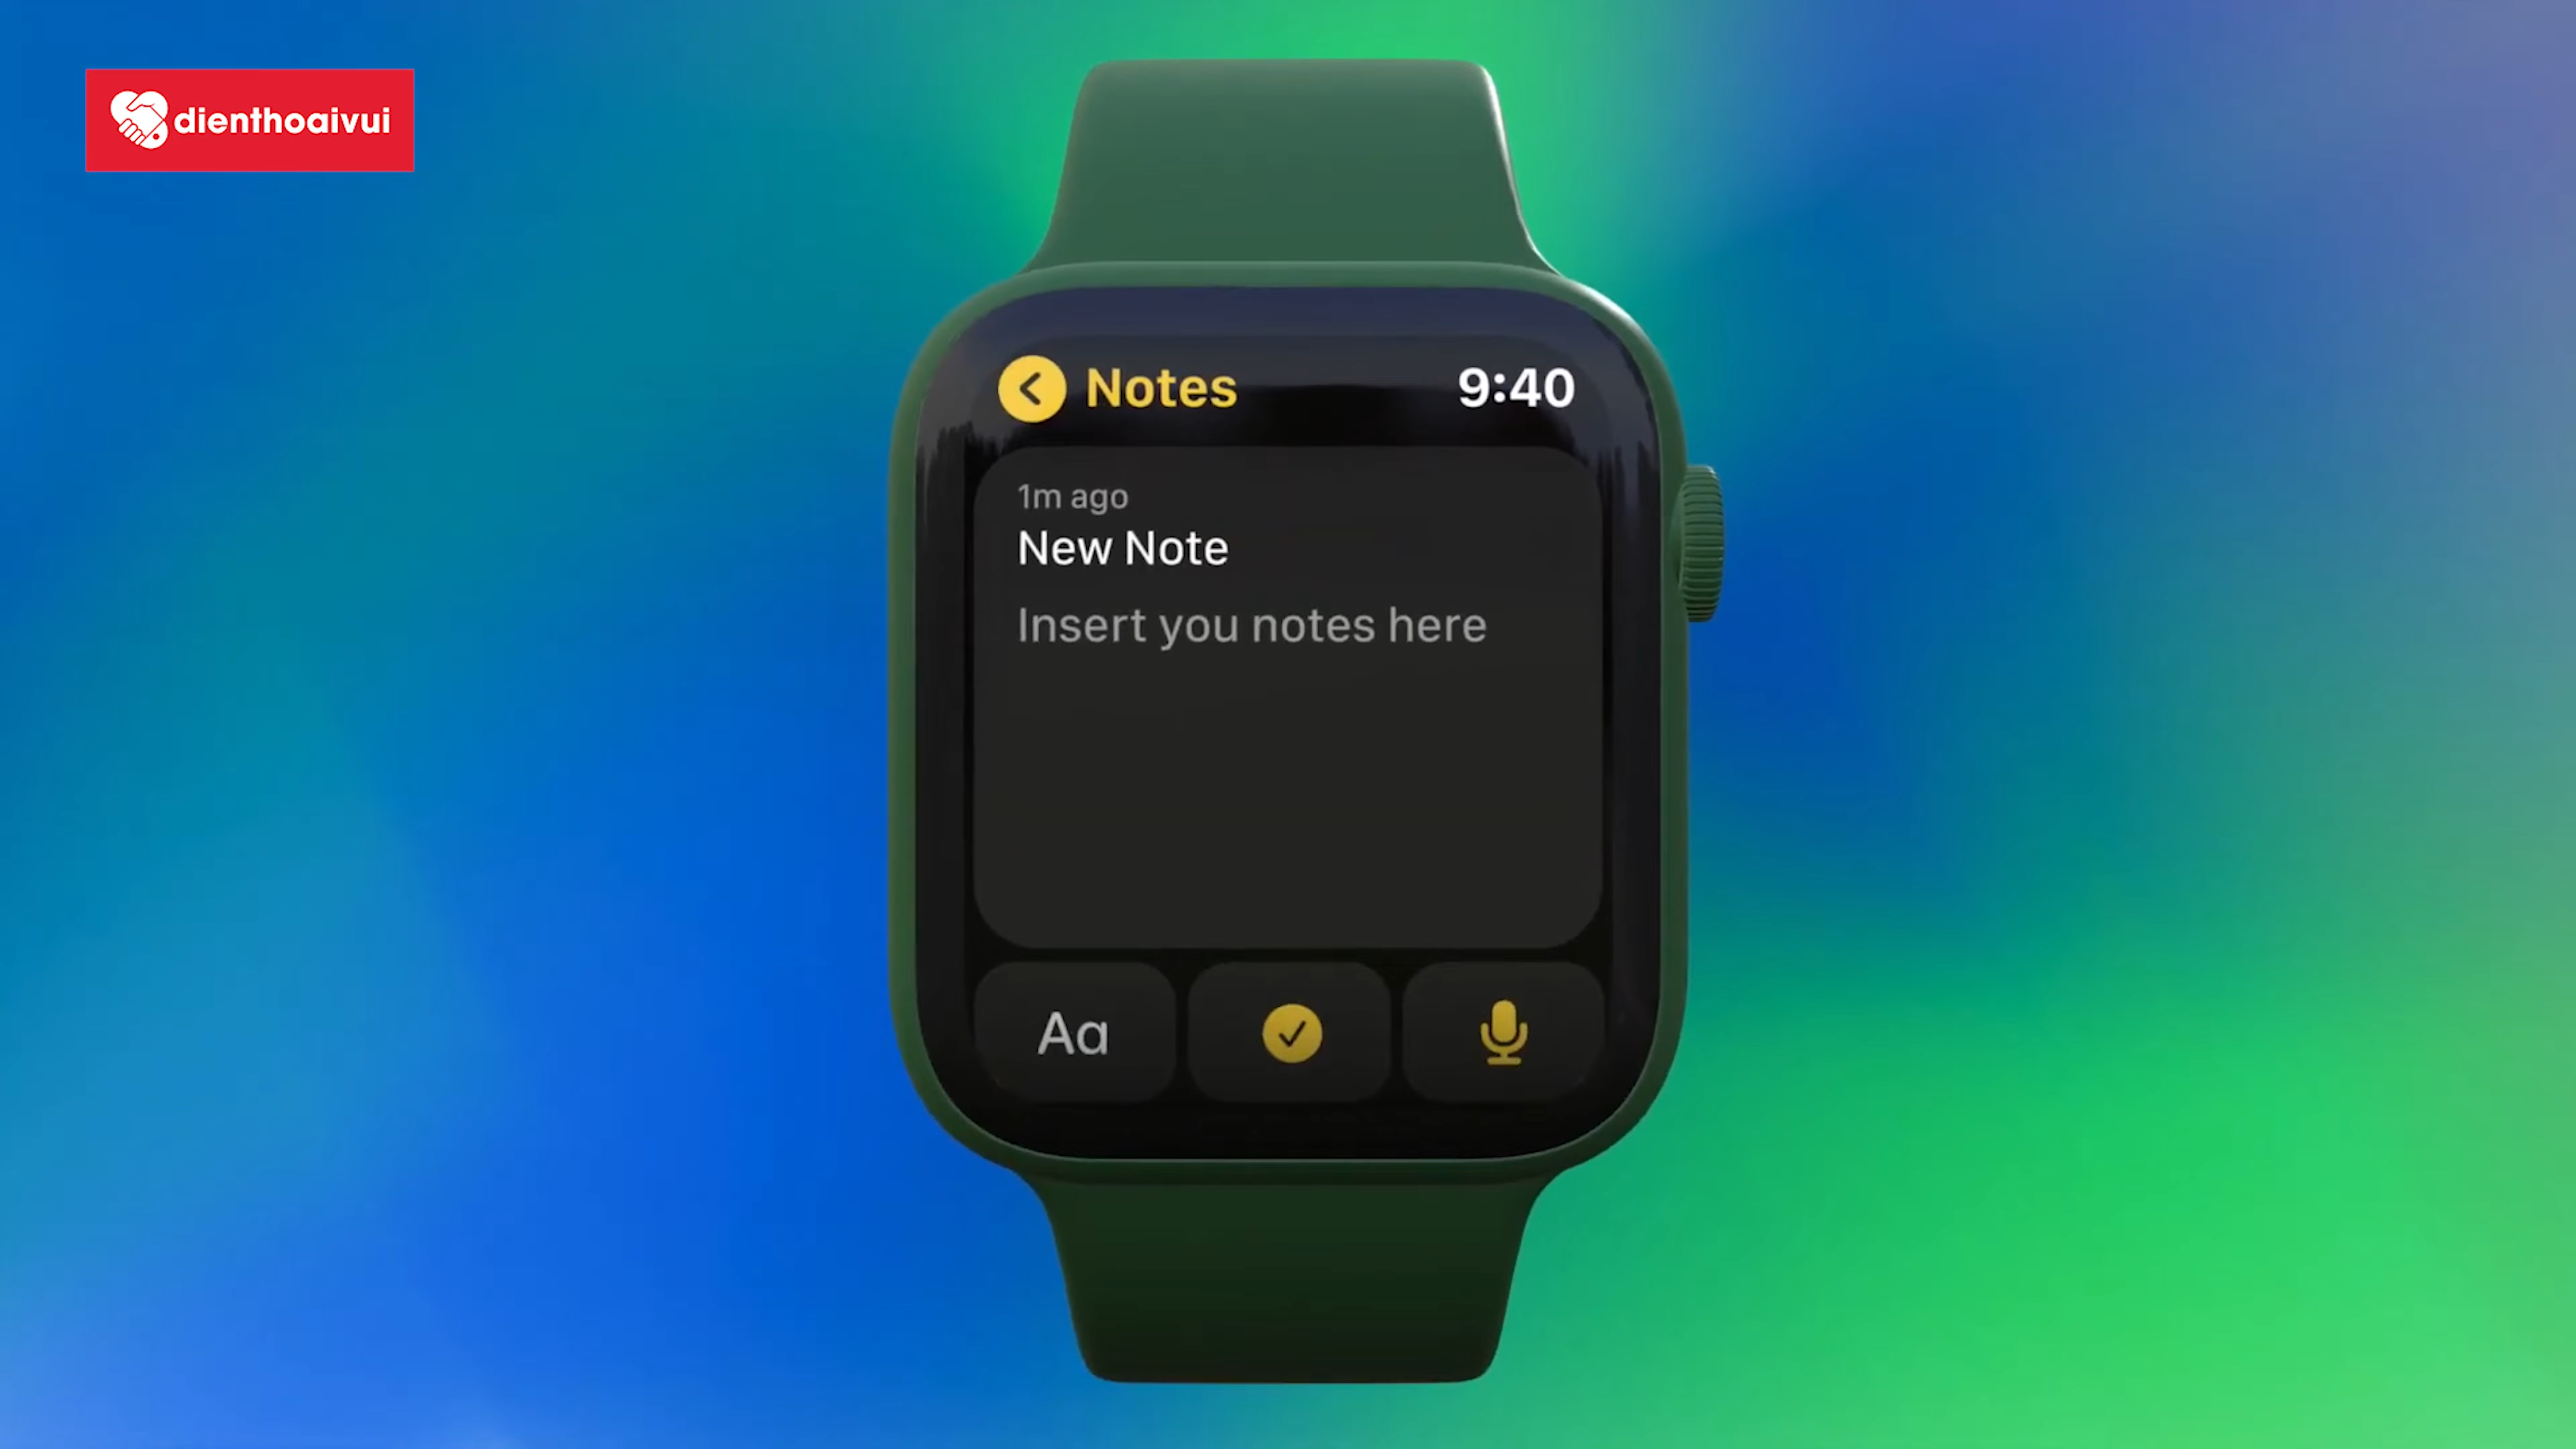 dienthoaivui
Notes
9:40
1m ago
New Note
Insert you notes here
Aa